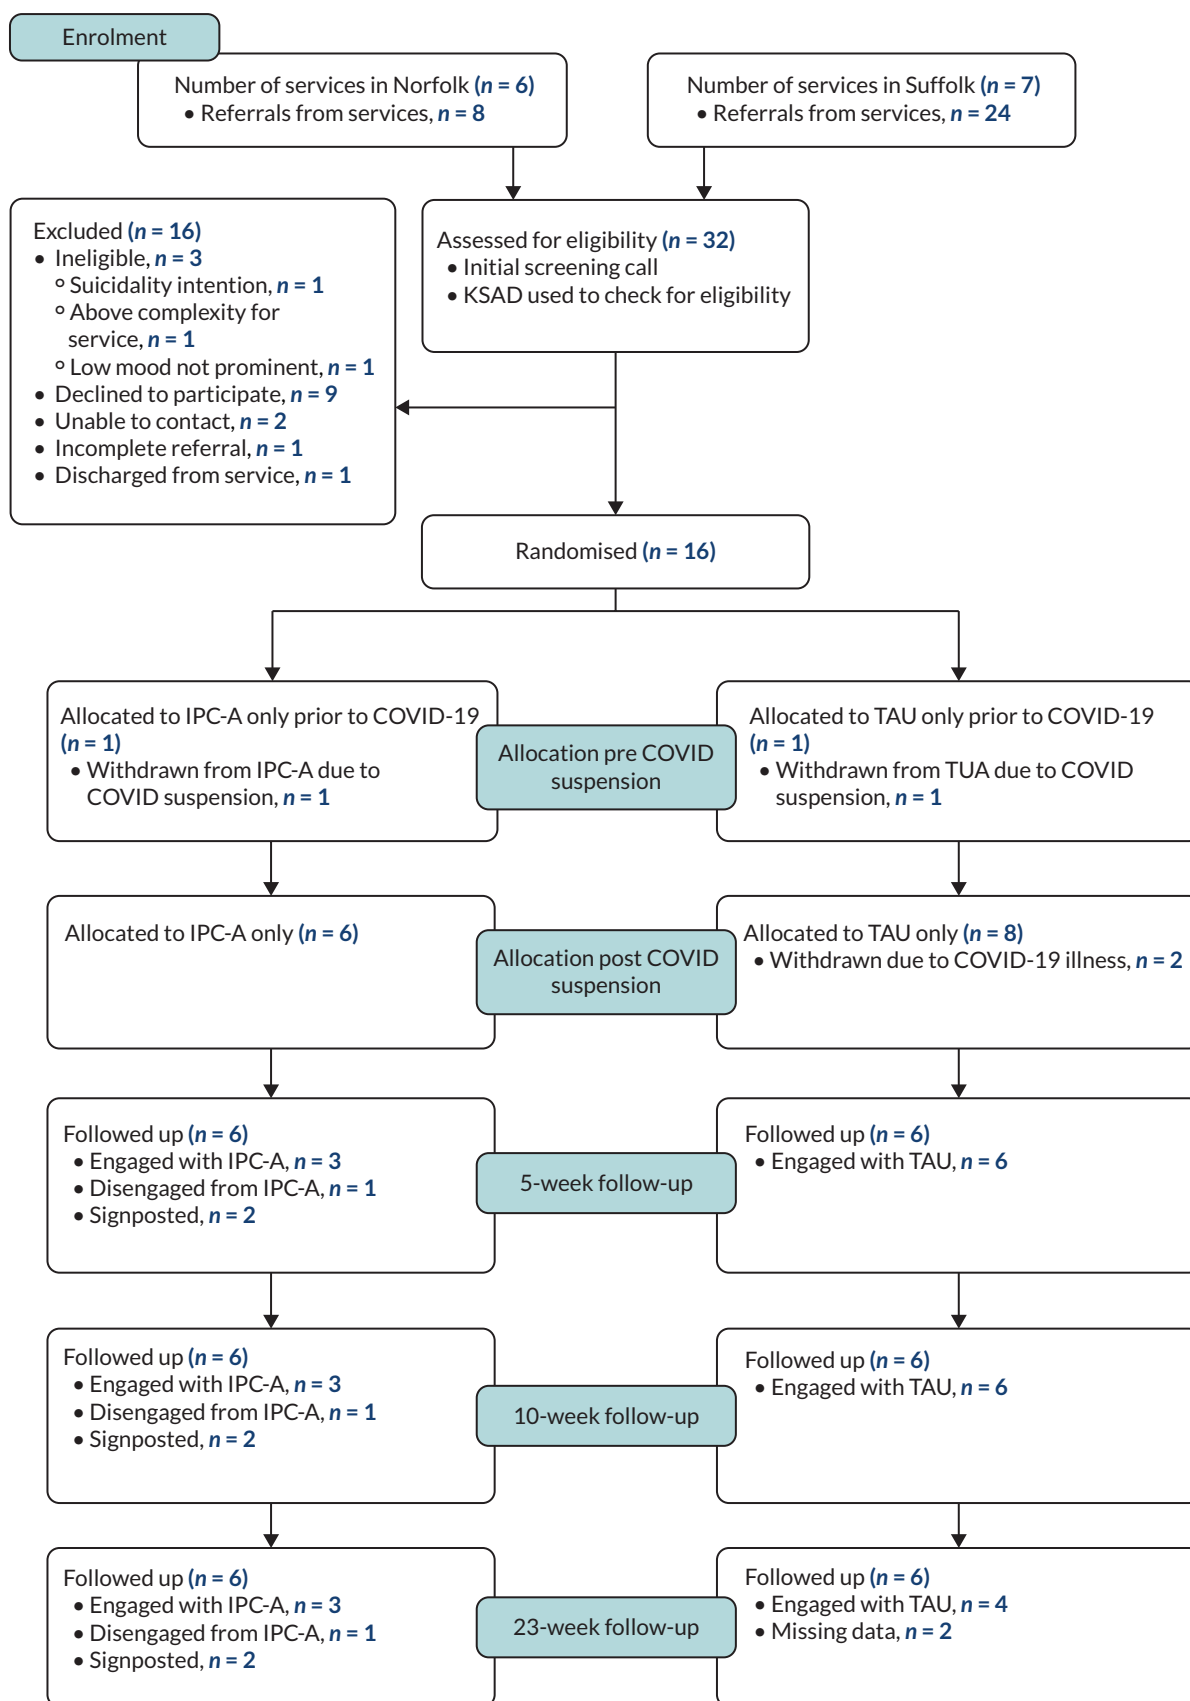 Enrolment
Number of services in Norfolk (n = 6)
• Referrals from services, n = 8
Number of services in Suffolk (n = 7)
• Referrals from services, n = 24
Excluded (n = 16)
• Ineligible, n = 3
Suicidality intention, n = 1
Above complexity for
service, n = 1
Low mood not prominent, n = 1
• Declined to participate, n = 9
• Unable to contact, n = 2
• Incomplete referral, n = 1
• Discharged from service, n = 1
Assessed for eligibility (n = 32)
• Initial screening call
• KSAD used to check for eligibility
Randomised (n = 16)
Allocated to IPC-A only prior to COVID-19
(n = 1)
• Withdrawn from IPC-A due to
COVID suspension, n = 1
Allocation pre COVID
suspension
Allocated to TAU only prior to COVID-19
(n = 1)
• Withdrawn from TUA due to COVID
suspension, n = 1
Allocated to IPC-A only (n = 6)
Allocation post COVID
suspension
Allocated to TAU only (n = 8)
• Withdrawn due to COVID-19 illness, n = 2
Followed up (n = 6)
• Engaged with IPC-A, n = 3
• Disengaged from IPC-A, n = 1
• Signposted, n = 2
5-week follow-up
Followed up (n = 6)
• Engaged with TAU, n = 6
Followed up (n = 6)
• Engaged with IPC-A, n = 3
• Disengaged from IPC-A, n = 1
• Signposted, n = 2
10-week follow-up
Followed up (n = 6)
• Engaged with TAU, n = 6
Followed up (n = 6)
• Engaged with IPC-A, n = 3
• Disengaged from IPC-A, n = 1
• Signposted, n = 2
23-week follow-up
Followed up (n = 6)
• Engaged with TAU, n = 4
• Missing data, n = 2